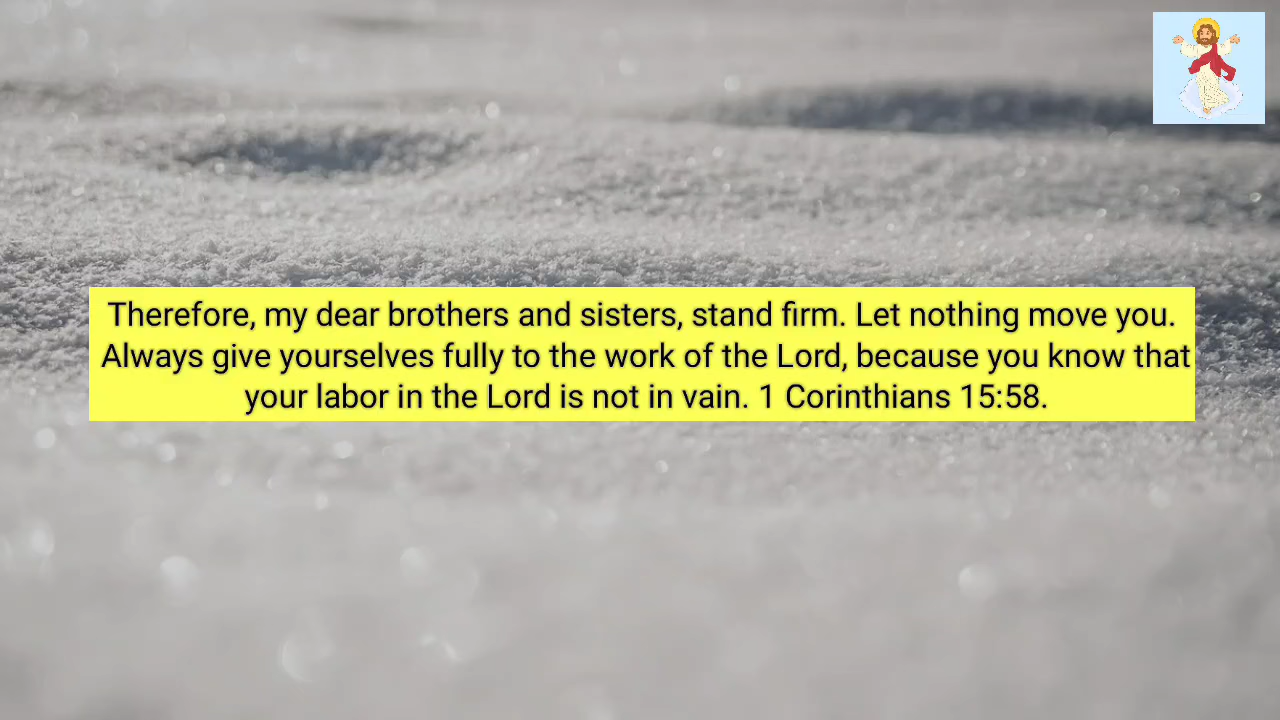 Therefore, my dear brothers and sisters, stand firm. Let nothing move you.
Always give yourselves fully to the work of the Lord, because you know that
your labor in the Lord is not in vain. 1 Corinthians 15:58.